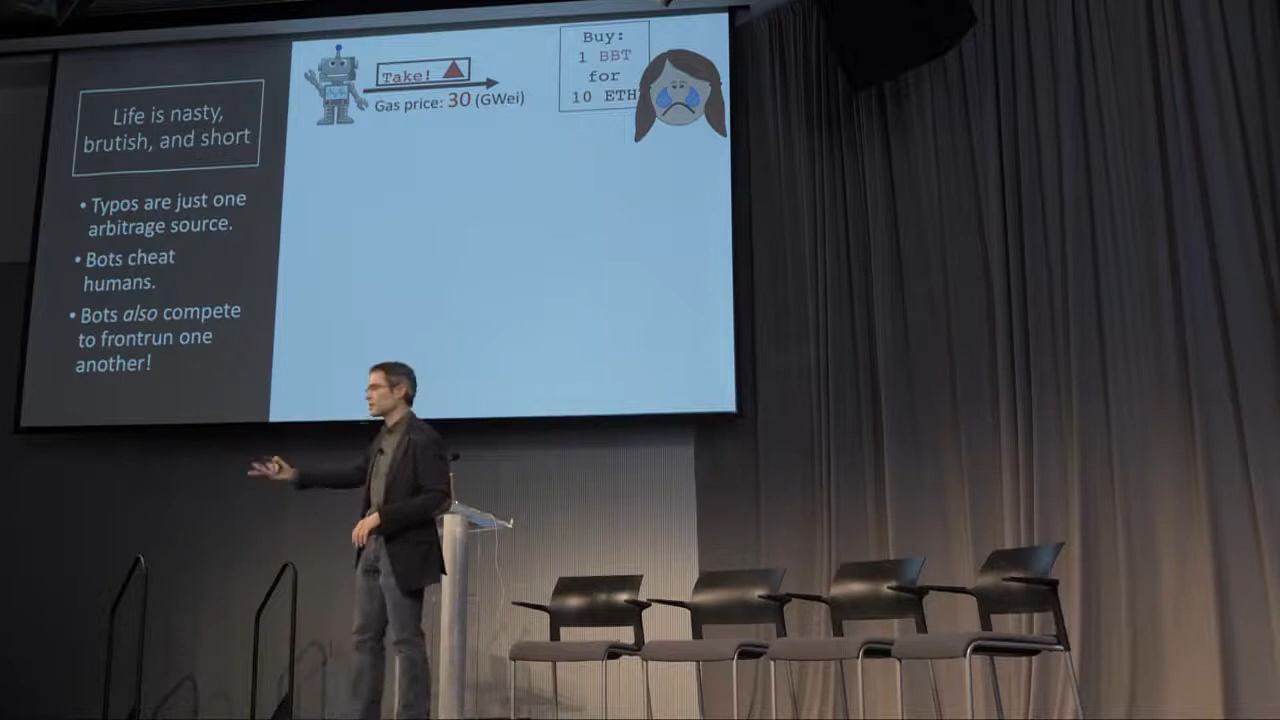 Life is nasty,
brutish, and short
• Typos are just one
arbitrage source.
• Bots cheat
humans.
• Bots also compete
to frontrun one
another!
Take!
Gas price: 30 (GWei)
Buy:
1 BBT
for
10 ETH